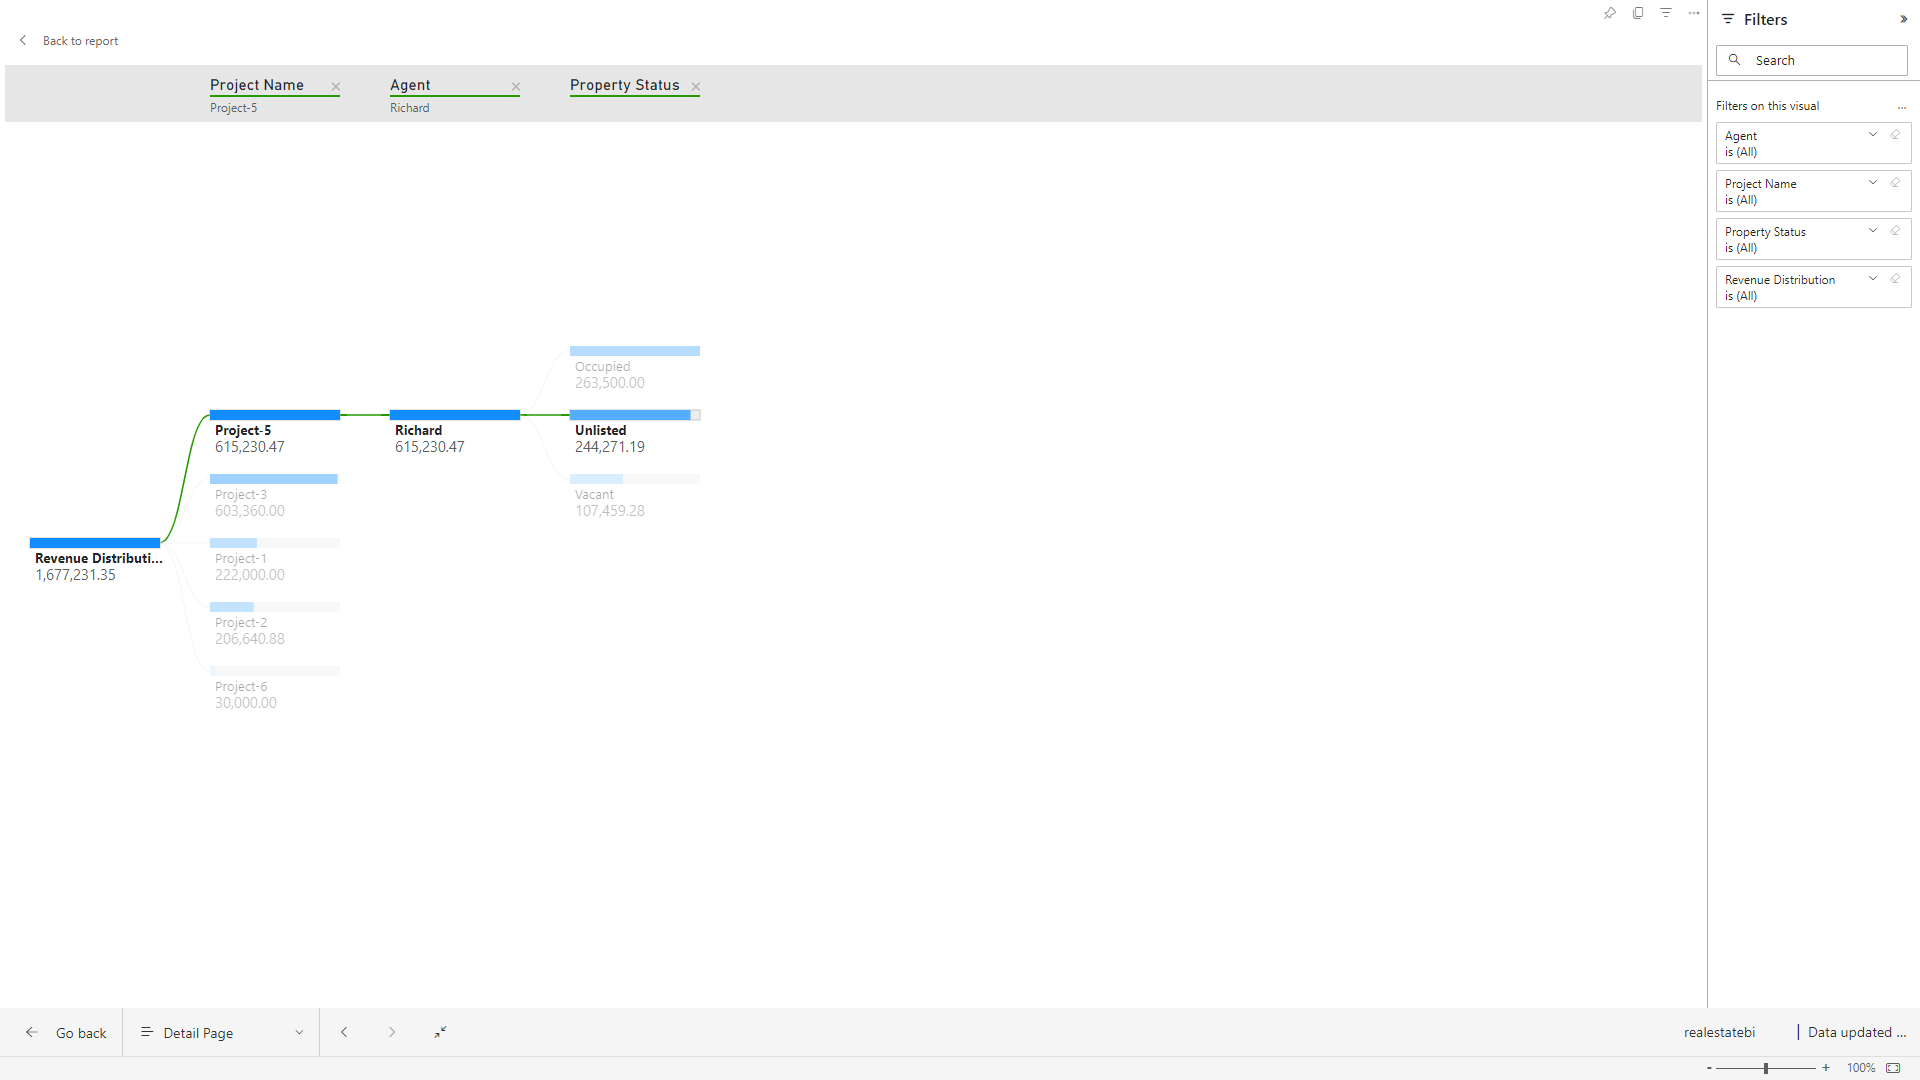 Back to report
Project Name
Project-5
Agent
Richard
Property Status
Filters
Search
Filters on this visual
...
Agent
is (All)
Project Name
is (All)
Property Status
is (All)
Revenue Distribution
is (All)
Revenue Distributi...
1,677,231.35
Project-5
615,230.47
Project-3
603,360.00
Project-1
222,000.00
Project-2
206,640.88
Project-6
30,000.00
Richard
615,230.47
Occupied
263,500.00
Unlisted
244,271.19
Vacant
107,459.28
Go back
Detail Page
realestatebi
| Data updated ...
- + 100%